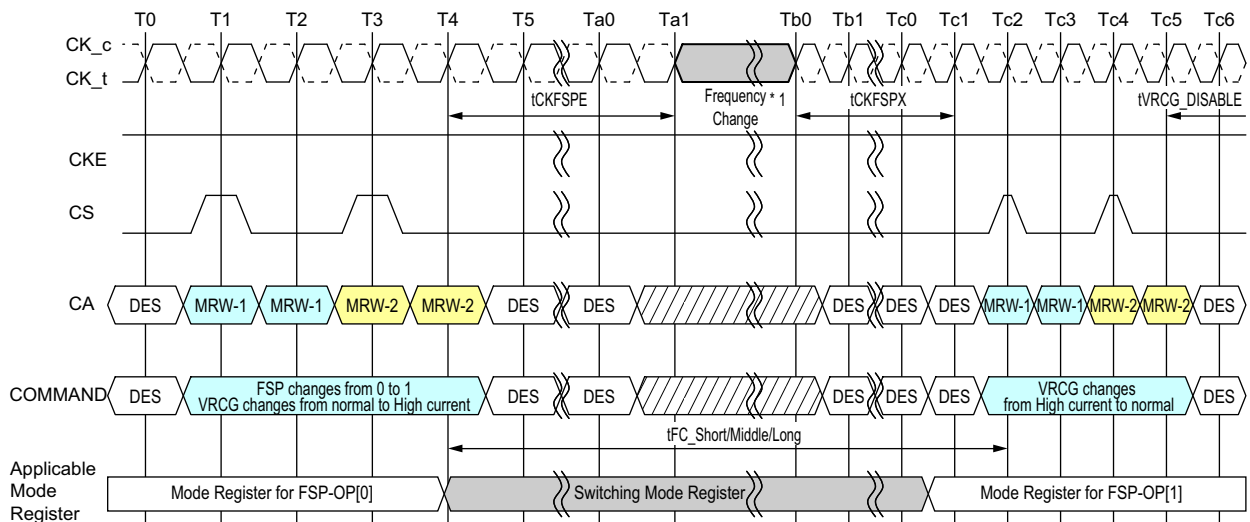 T0 T1 T2 T3 T4 T5 Ta0 Ta1 Tb0 Tb1 Tc0 Tc1 Tc2 Tc3 Tc4 Tc5 Tc6
CK_c
CK_t
tCKFSPE
Frequency * 1
Change
tCKFSPX
tVRCG_DISABLE
CKE
CS
CA DES MRW-1 MRW-1 MRW-2 MRW-2 DES DES DES DES DES MRW-1 MRW-1 MRW-2 MRW-2 DES
COMMAND DES
FSP changes from 0 to 1
VRCG changes from normal to High current
DES DES DES DES DES
VRCG changes
from High current to normal
DES
tFC_Short/Middle/Long
Applicable
Mode
Register
Mode Register for FSP-OP[0] Switching Mode Register Mode Register for FSP-OP[1]